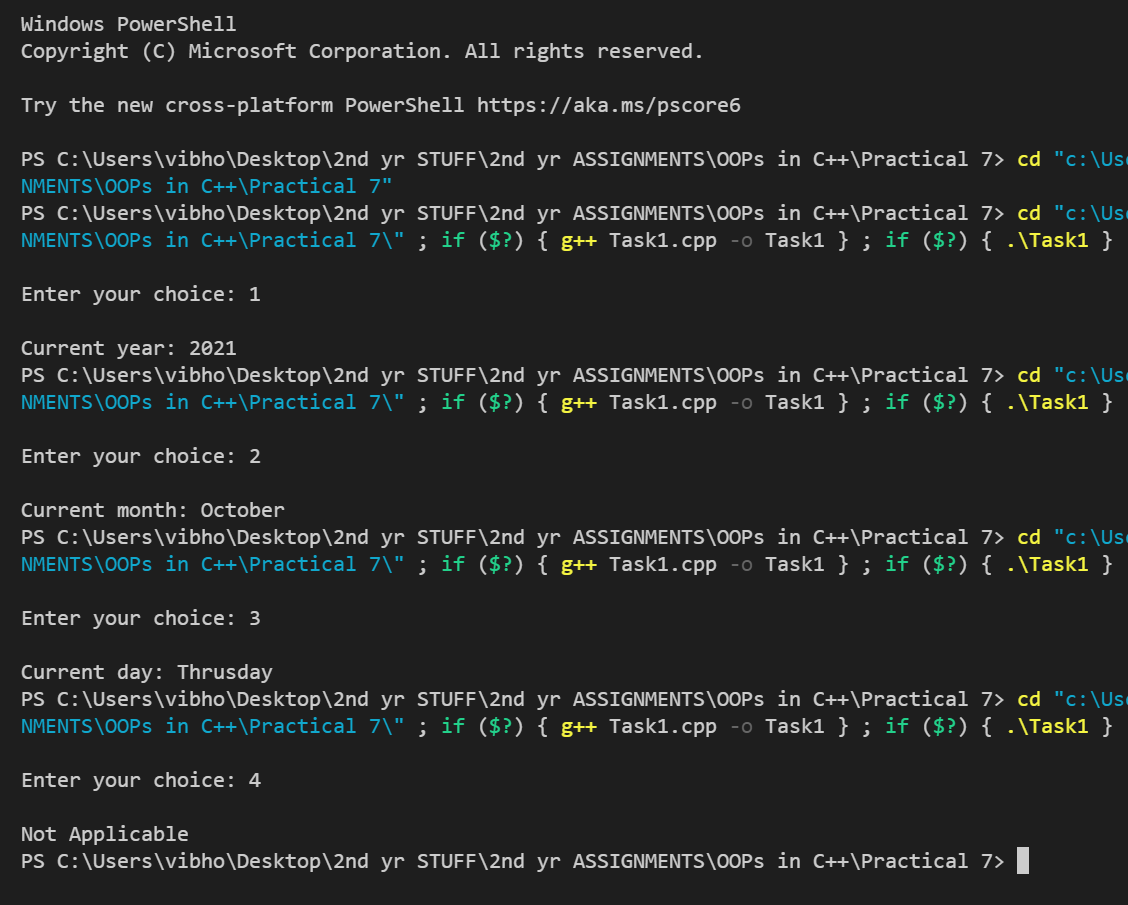 Windows PowerShell
Copyright (C) Microsoft Corporation. All rights reserved.
Try the new cross-platform PowerShell https://aka.ms/pscore6
PS C:\Users\vibho\Desktop\2nd yr STUFF\2nd yr ASSIGNMENTS\OOPs in C++\Practical 7> cd "c:\Use
NMENTS\OOPs in C++\Practical 7"
PS C:\Users\vibho\Desktop\2nd yr STUFF\2nd yr ASSIGNMENTS\OOPs in C++\Practical 7> cd "c:\Use
NMENTS\OOPs in C++\Practical 7\" ; if ($?) { g++ Task1.cpp -o Task1 } ; if ($?) { .\Task1 }
Enter your choice: 1
Current year: 2021
PS C:\Users\vibho\Desktop\2nd yr STUFF\2nd yr ASSIGNMENTS\OOPs in C++\Practical 7> cd "c:\Use
NMENTS\OOPs in C++\Practical 7\" ; if ($?) { g++ Task1.cpp -o Task1 } ; if ($?) { .\Task1 }
Enter your choice: 2
Current month: October
PS C:\Users\vibho\Desktop\2nd yr STUFF\2nd yr ASSIGNMENTS\OOPs in C++\Practical 7> cd "c:\Use
NMENTS\OOPs in C++\Practical 7\" ; if ($?) { g++ Task1.cpp -o Task1 } ; if ($?) { .\Task1 }
Enter your choice: 3
Current day: Thrusday
PS C:\Users\vibho\Desktop\2nd yr STUFF\2nd yr ASSIGNMENTS\OOPs in C++\Practical 7> cd "c:\Use
NMENTS\OOPs in C++\Practical 7\" ; if ($?) { g++ Task1.cpp -o Task1 } ; if ($?) { .\Task1 }
Enter your choice: 4
Not Applicable
PS C:\Users\vibho\Desktop\2nd yr STUFF\2nd yr ASSIGNMENTS\OOPs in C++\Practical 7>